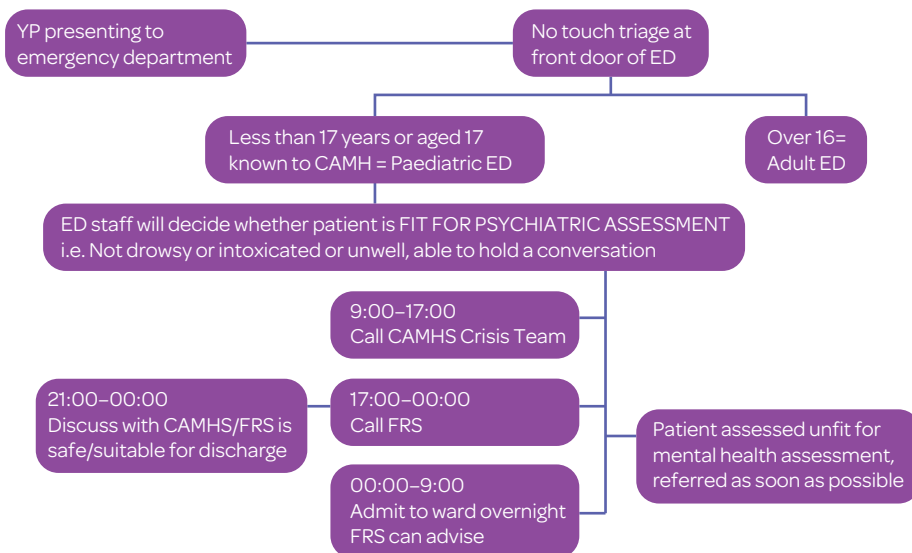 YP presenting to
emergency department
No touch triage at
front door of ED
Less than 17 years or aged 17
known to CAMH = Paediatric ED
Over 16=
Adult ED
ED staff will decide whether patient is FIT FOR PSYCHIATRIC ASSESSMENT
i.e. Not drowsy or intoxicated or unwell, able to hold a conversation
9:00–17:00
Call CAMHS Crisis Team
21:00–00:00
Discuss with CAMHS/FRS is
safe/suitable for discharge
17:00–00:00
Call FRS
Patient assessed unfit for
mental health assessment,
referred as soon as possible
00:00–9:00
Admit to ward overnight
FRS can advise